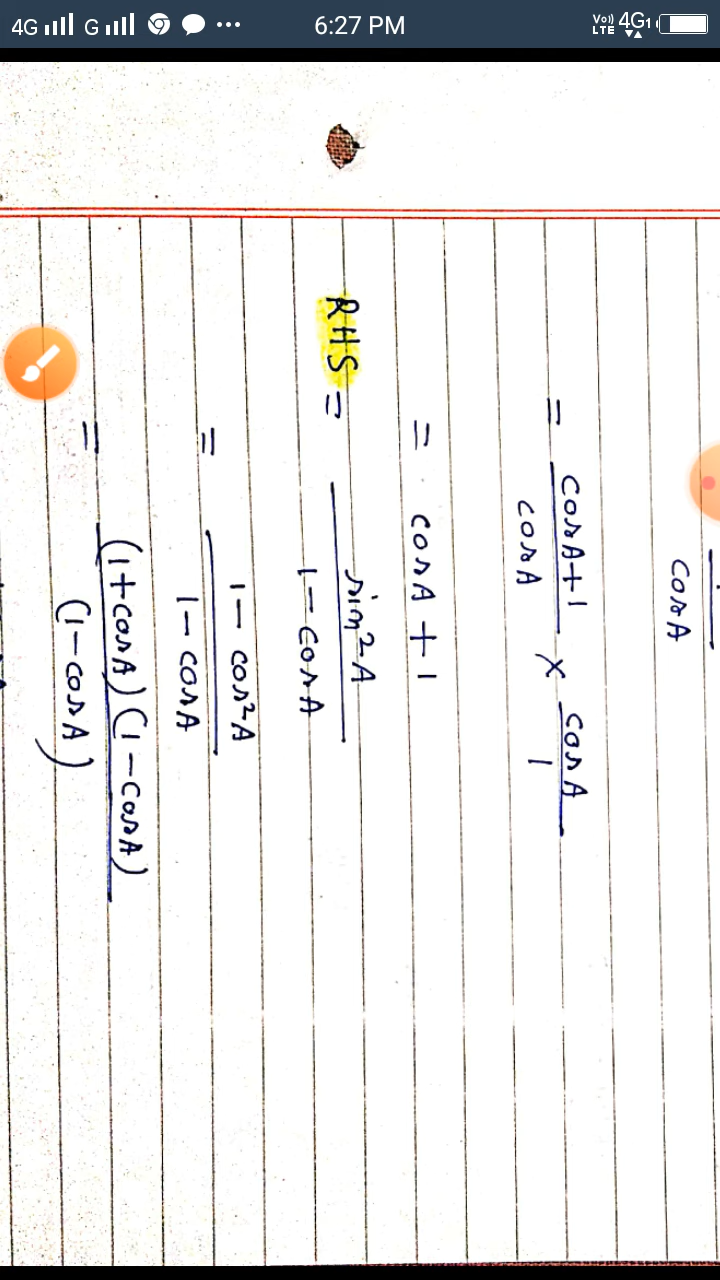 4G G ... 6:27 PM Vo)) LTE 4G1
cosA
= cosA+1/cosA × cosA/1
= cosA + 1
RHS = sin²A/1 - cosA
= 1 - cos²A/1 - cosA
= (1+cosA)(1-cosA)/(1-cosA)